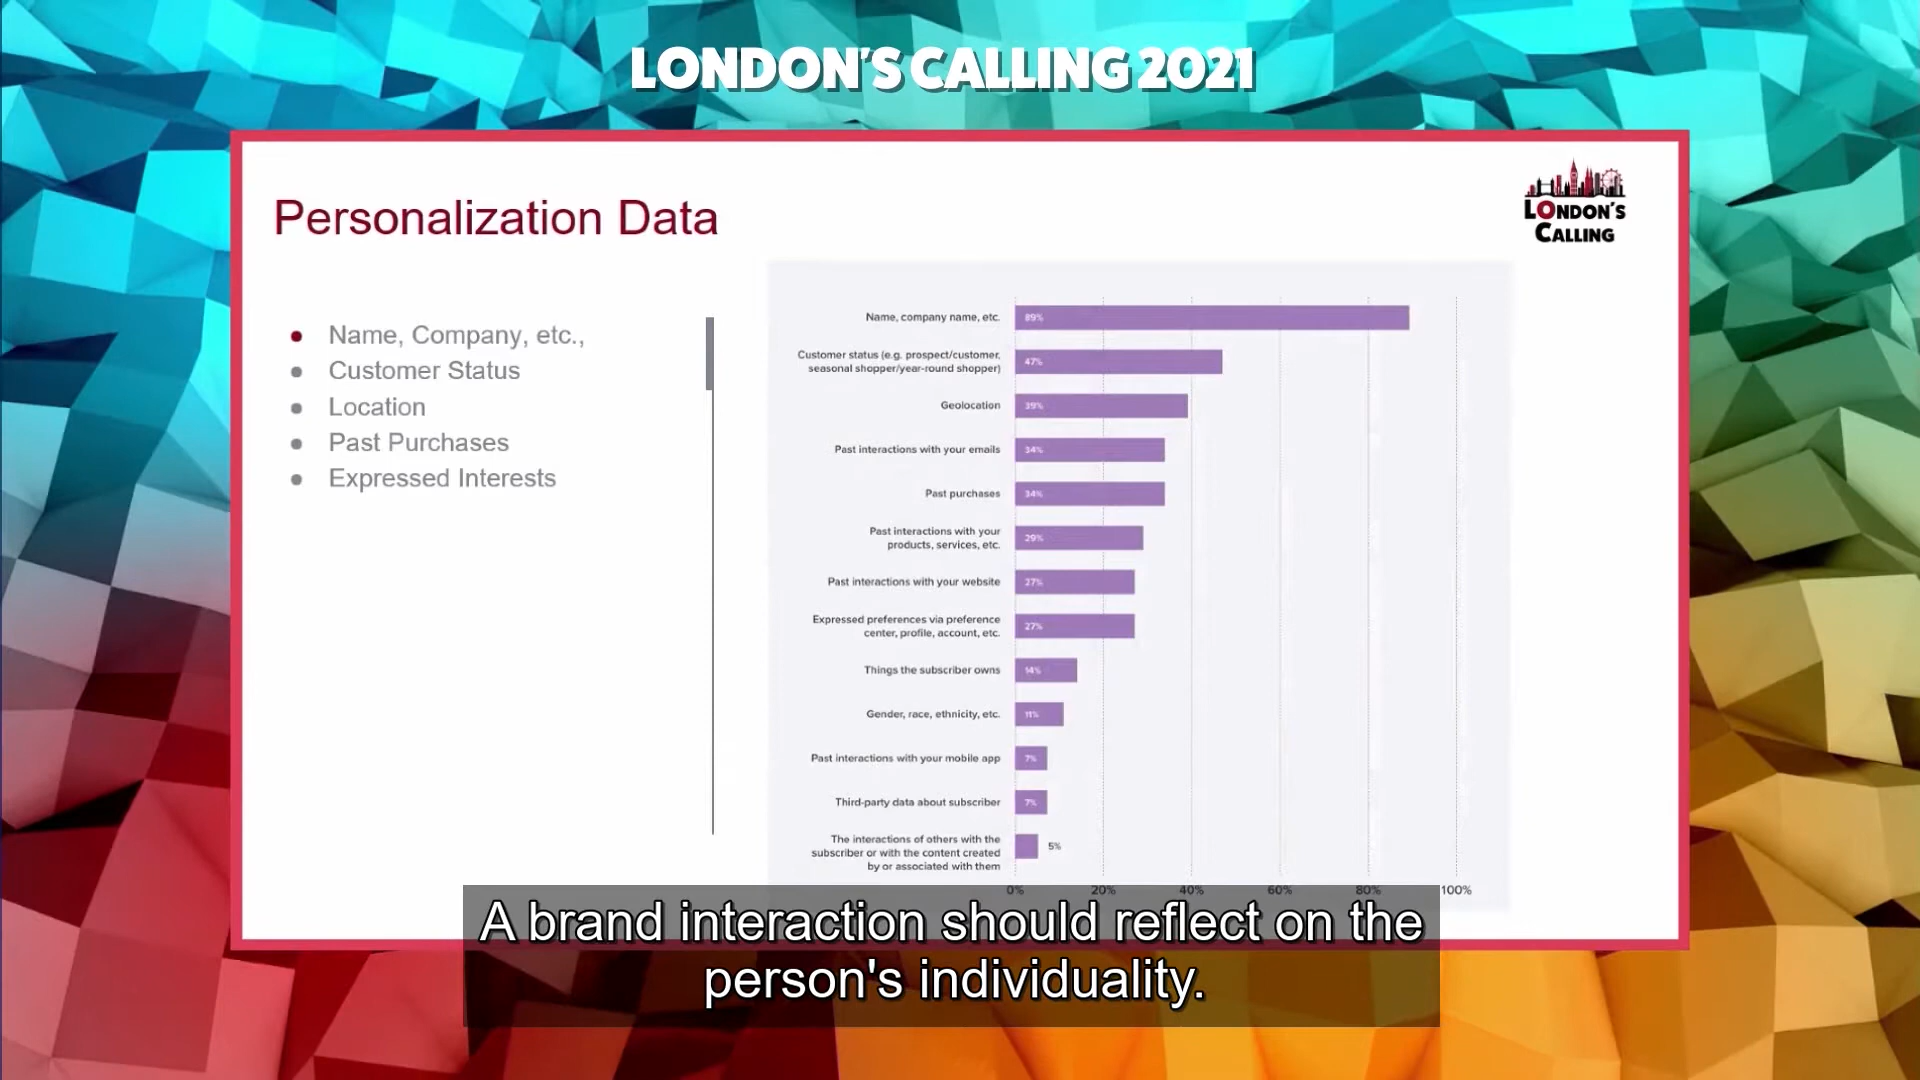 LONDON'S CALLING 2021
Personalization Data
LONDON'S
CALLING
Name, Company, etc.,
Customer Status
Location
Past Purchases
Expressed Interests
Name, company name, etc.
89%
Customer status (e.g. prospect/customer,
seasonal shopper/year-round shopper)
47%
Geolocation
39%
Past interactions with your emails
34%
Past purchases
34%
Past interactions with your
products, services, etc.
29%
Past interactions with your website
27%
Expressed preferences via preference
center, profile, account, etc.
27%
Things the subscriber owns
14%
Gender, race, ethnicity, etc.
11%
Past interactions with your mobile app
7%
Third-party data about subscriber
7%
The interactions of others with the
subscriber or with the content created
by or associated with them
5%
0% 20% 40% 60% 80% 100%
A brand interaction should reflect on the
person's individuality.